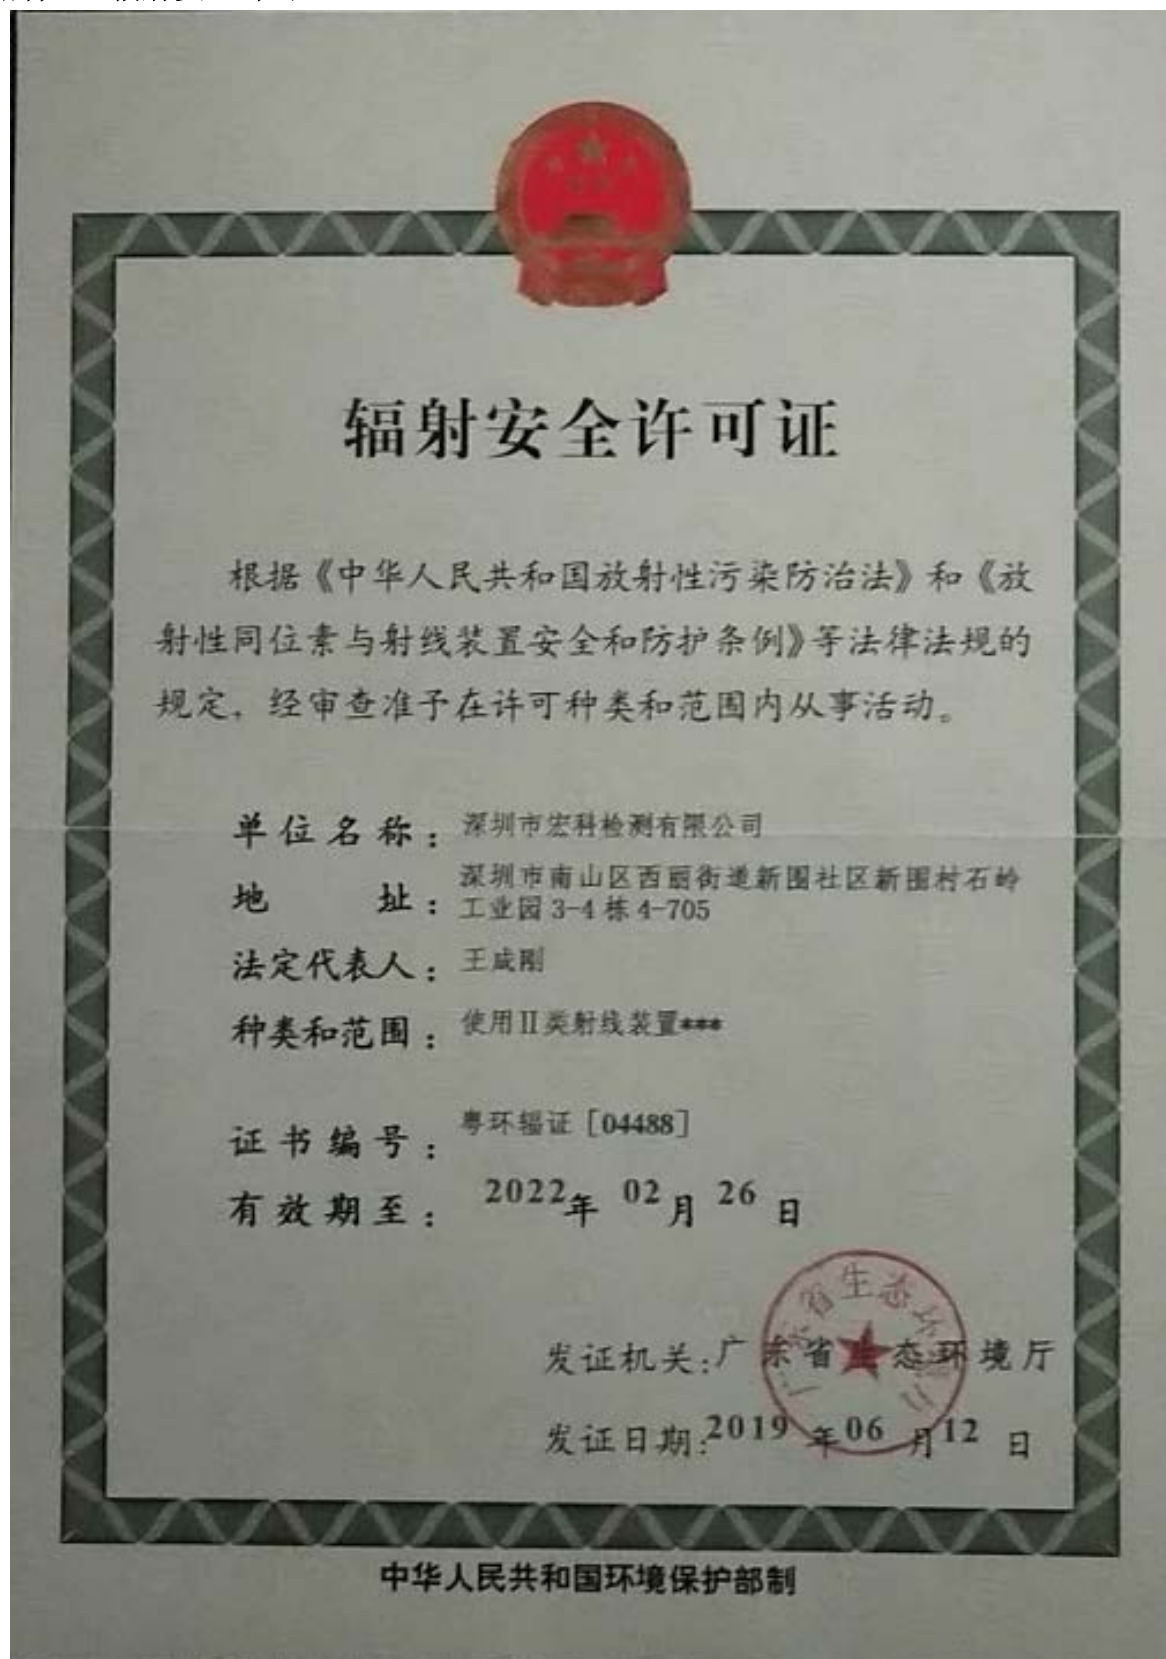 辐射安全许可证
根据《中华人民共和国放射性污染防治法》和《放
射性同位素与射线装置安全和防护条例》等法律法规的
规定，经审查准予在许可种类和范围内从事活动。
单位名称：深圳市宏科检测有限公司
地址：深圳市南山区西丽街道新围社区新围村石岭
工业园3-4栋4-705
法定代表人：王咸刚
种类和范围：使用Ⅱ类射线装置***
证书编号：粤环辐证［04488］
有效期至：2022年02月26日
发证机关:广东省生态环境厅
发证日期:2019年06月12日
广东省生态环境厅
中华人民共和国环境保护部制